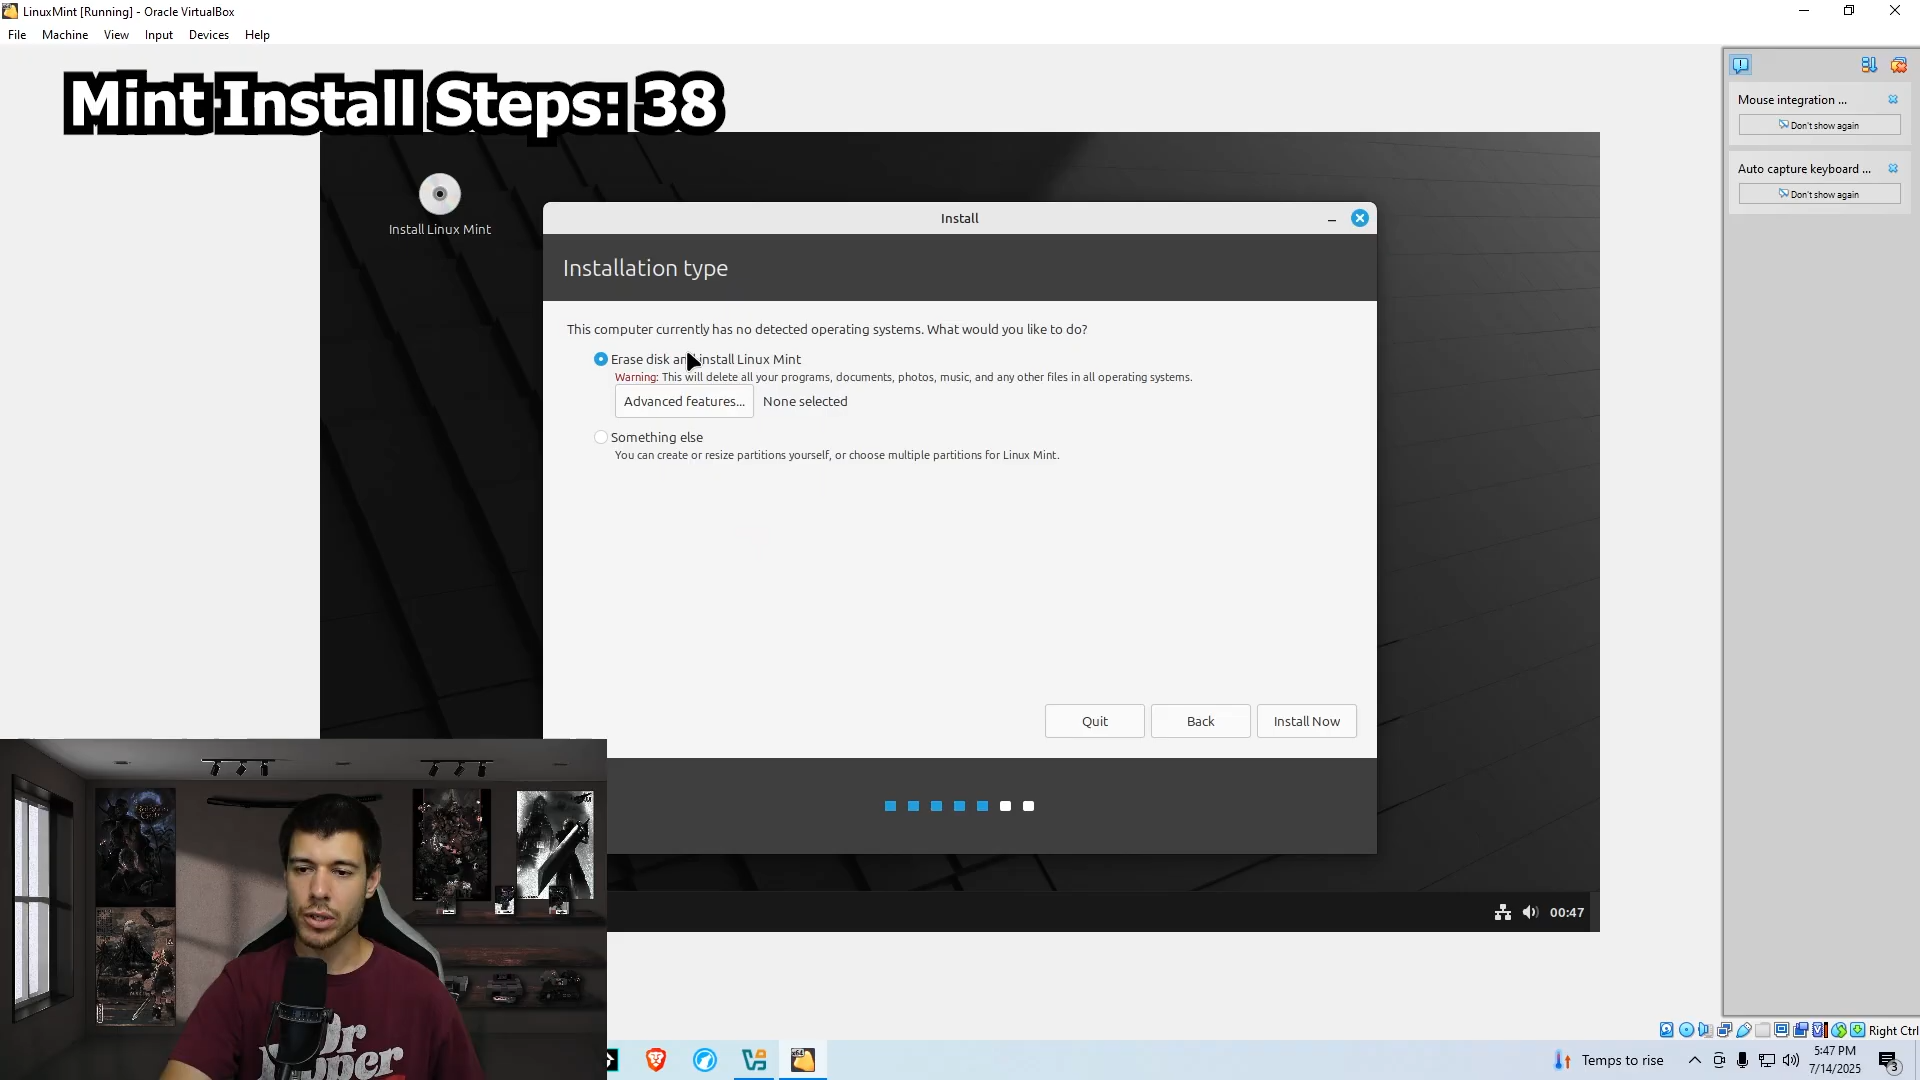 LinuxMint [Running] - Oracle VirtualBox
File Machine View Input Devices Help
Mint Install Steps: 38
Mouse integration ...
Don't show again
Auto capture keyboard ...
Don't show again
Install Linux Mint
Install
Installation type
This computer currently has no detected operating systems. What would you like to do?
Erase disk and install Linux Mint
Warning: This will delete all your programs, documents, photos, music, and any other files in all operating systems.
Advanced features... None selected
Something else
You can create or resize partitions yourself, or choose multiple partitions for Linux Mint.
Quit Back Install Now
00:47
Right Ctrl
Temps to rise
5:47 PM
7/14/2025
3